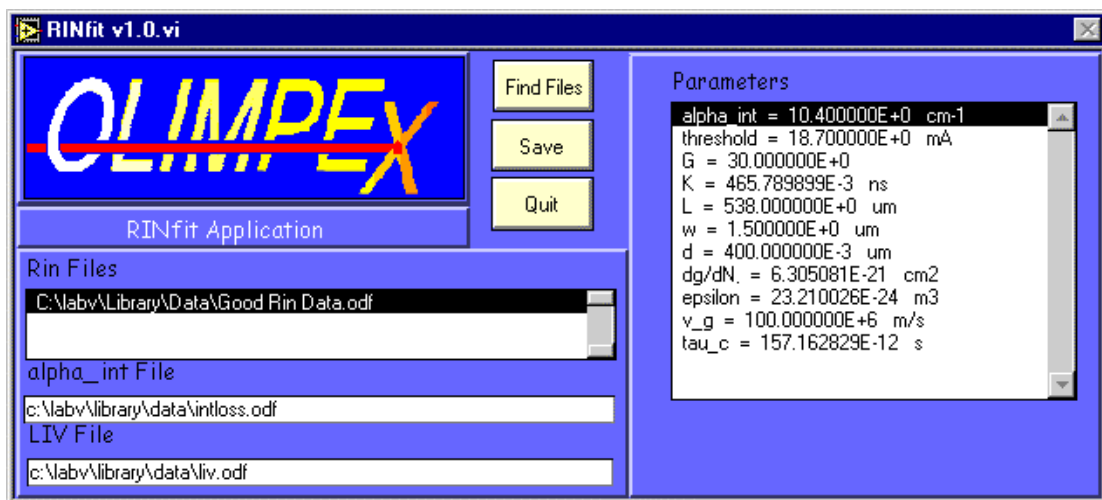 RINfit v1.0.vi
OLIMPEX
RINfit Application
Find Files
Save
Quit
Rin Files
C:\labv\Library\Data\Good Rin Data.odf
alpha_int File
c:\labv\library\data\intloss.odf
LIV File
c:\labv\library\data\liv.odf
Parameters
alpha_int = 10.400000E+0 cm-1
threshold = 18.700000E+0 mA
G = 30.000000E+0
K = 465.789899E-3 ns
L = 538.000000E+0 um
w = 1.500000E+0 um
d = 400.000000E-3 um
dg/dN, = 6.305081E-21 cm2
epsilon = 23.210026E-24 m3
v_g = 100.000000E+6 m/s
tau_c = 157.162829E-12 s